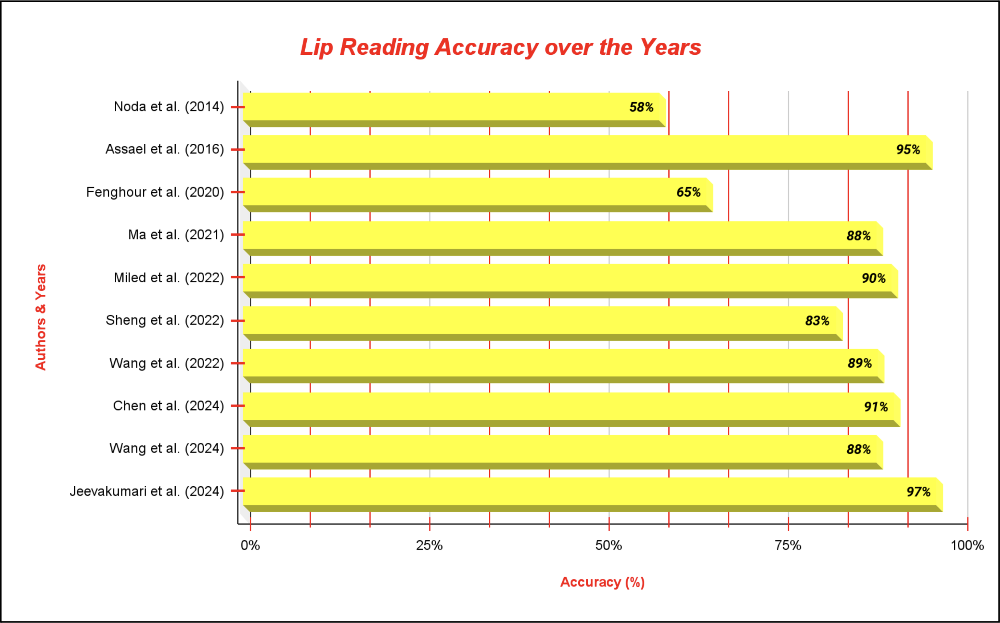 Lip Reading Accuracy over the Years
Noda et al. (2014)
58%
Assael et al. (2016)
95%
Fenghour et al. (2020)
65%
Ma et al. (2021)
88%
Miled et al. (2022)
90%
Sheng et al. (2022)
83%
Wang et al. (2022)
89%
Chen et al. (2024)
91%
Wang et al. (2024)
88%
Jeevakumari et al. (2024)
97%
Authors & Years
0% 25% 50% 75% 100%
Accuracy (%)